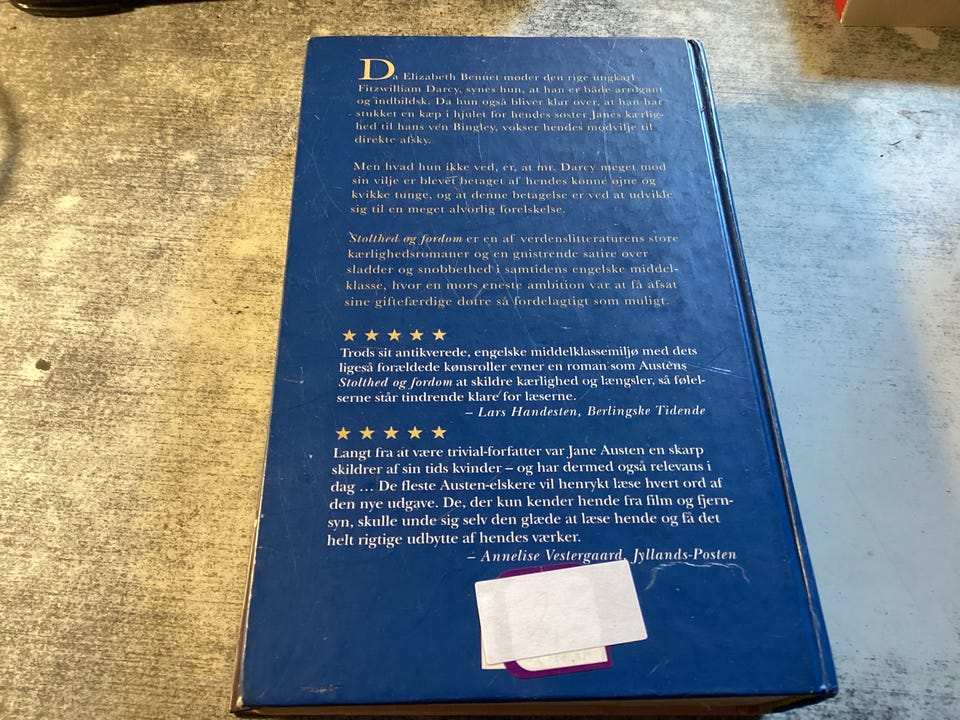 Da Elizabeth Bennet møder den rige ungkarl
Fitzwilliam Darcy, synes hun, at han er både arrogant
og indbildsk. Da hun også bliver klar over, at han har
stukket en kæp i hjulet for hendes søster Janes kærlig-
hed til hans ven Bingley, vokser hendes modvilje til
direkte afsky.
Men hvad hun ikke ved, er, at mr. Darcy meget mod
sin vilje er blevet betaget af hendes kønne øjne og
kvikke tunge, og at denne betagelse er ved at udvikle
sig til en meget alvorlig forelskelse.
Stolthed og fordom er en af verdenslitteraturens store
kærlighedsromaner og en gnistrende satire over
sladder og snobbethed i samtidens engelske middel-
klasse, hvor en mors eneste ambition var at få afsat
sine giftefærdige døtre så fordelagtigt som muligt.
Trods sit antikverede, engelske middelklassemiljø med dets
ligeså forældede kønsroller evner en roman som Austens
Stolthed og fordom at skildre kærlighed og længsler, så følel-
serne står tindrende klare for læserne.
– Lars Handesten, Berlingske Tidende
Langt fra at være trivial-forfatter var Jane Austen en skarp
skildrer af sin tids kvinder – og har dermed også relevans i
dag ... De fleste Austen-elskere vil henrykt læse hvert ord af
den nye udgave. De, der kun kender hende fra film og fjern-
syn, skulle unde sig selv den glæde at læse hende og få det
helt rigtige udbytte af hendes værker.
– Annelise Vestergaard, Jyllands-Posten